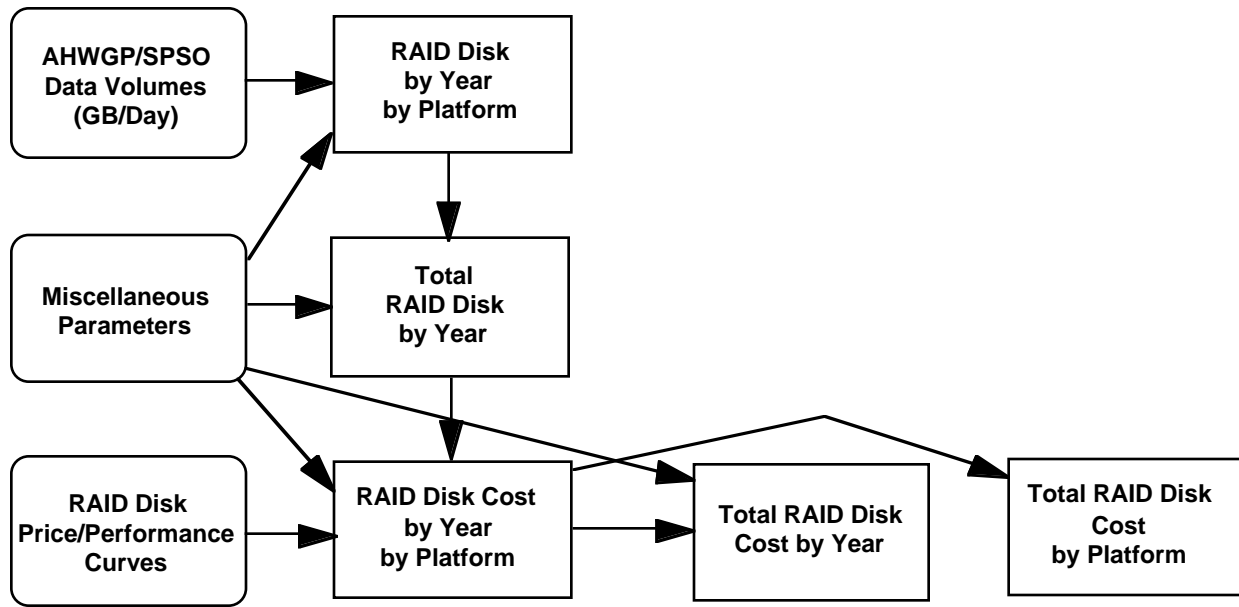 AHWGP/SPSO
Data Volumes
(GB/Day)
RAID Disk
by Year
by Platform
Miscellaneous
Parameters
Total
RAID Disk
by Year
RAID Disk
Price/Performance
Curves
RAID Disk Cost
by Year
by Platform
Total RAID Disk
Cost by Year
Total RAID Disk
Cost
by Platform